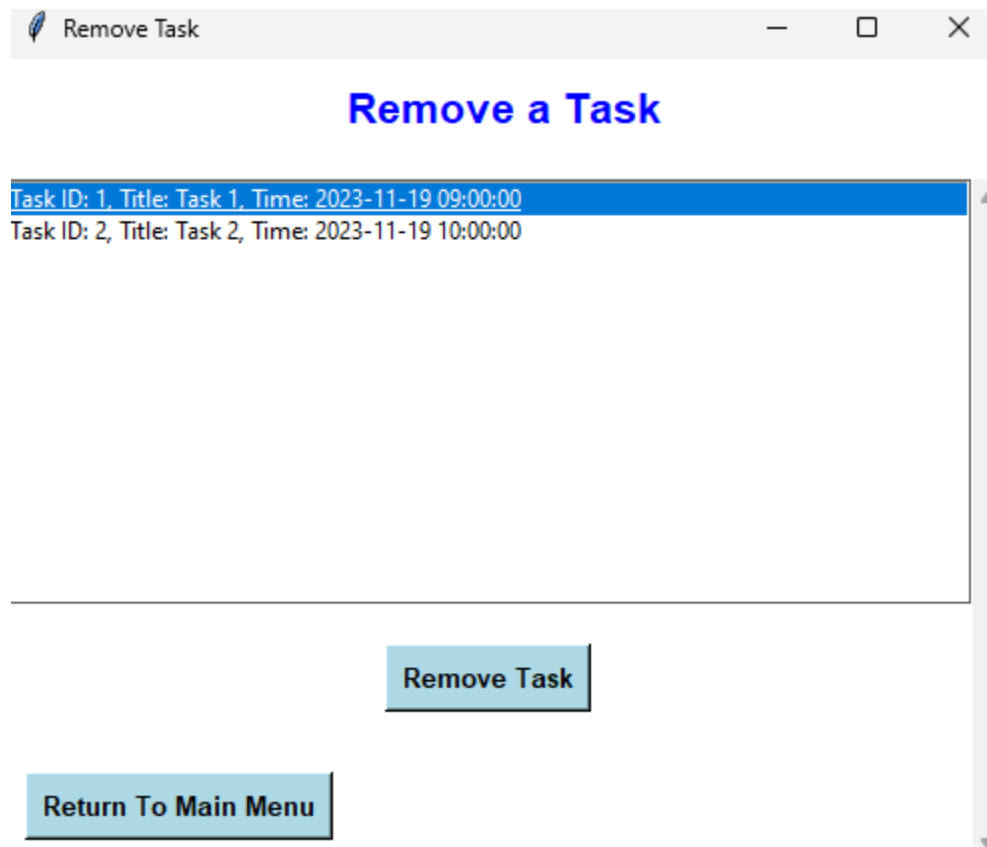 Remove Task
Remove a Task
Task ID: 1, Title: Task 1, Time: 2023-11-19 09:00:00
Task ID: 2, Title: Task 2, Time: 2023-11-19 10:00:00
Remove Task
Return To Main Menu